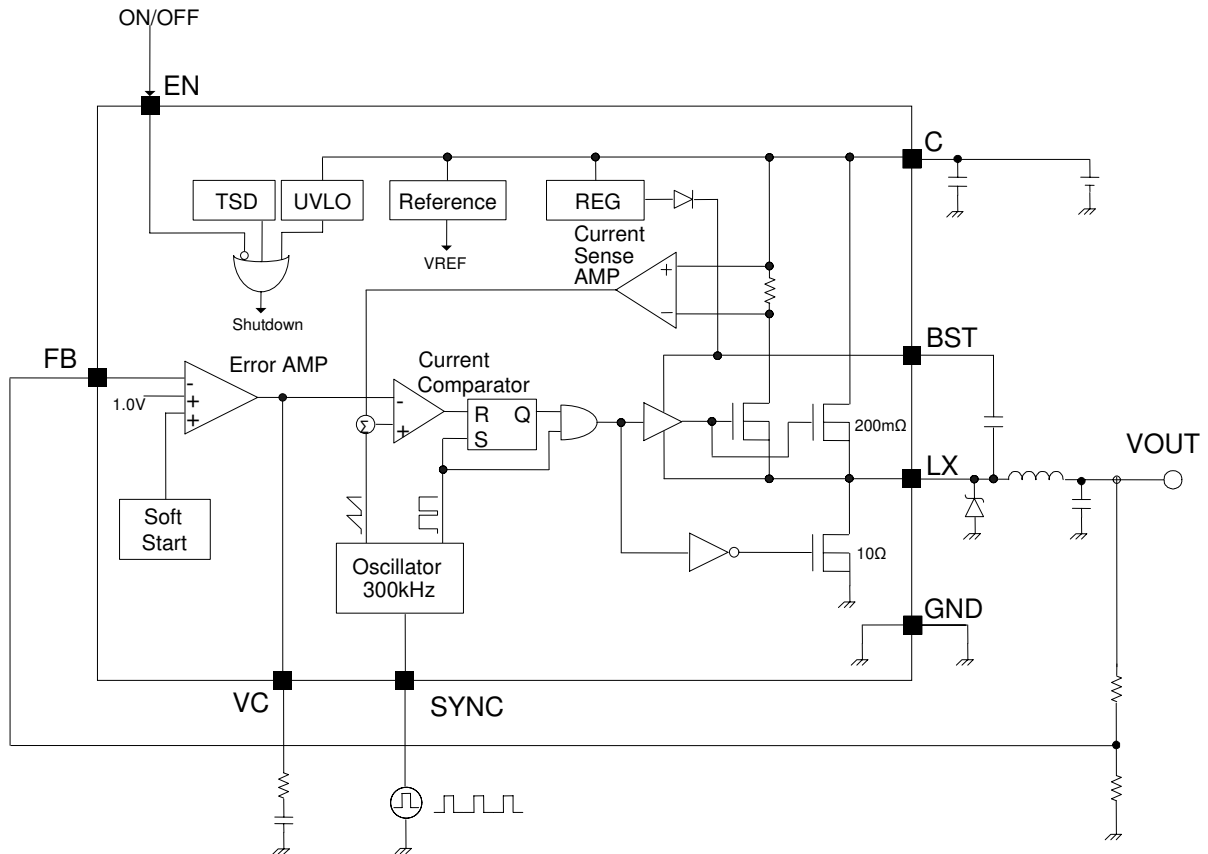 ON/OFF
EN
C
TSD
UVLO
Reference
REG
VREF
Current
Sense
AMP
+
−
Shutdown
FB
Error AMP
1.0V
-
+
+
Current
Comparator
-
+
Σ
R
Q
S
BST
200mΩ
LX
VOUT
Soft
Start
Oscillator
300kHz
10Ω
GND
VC
SYNC